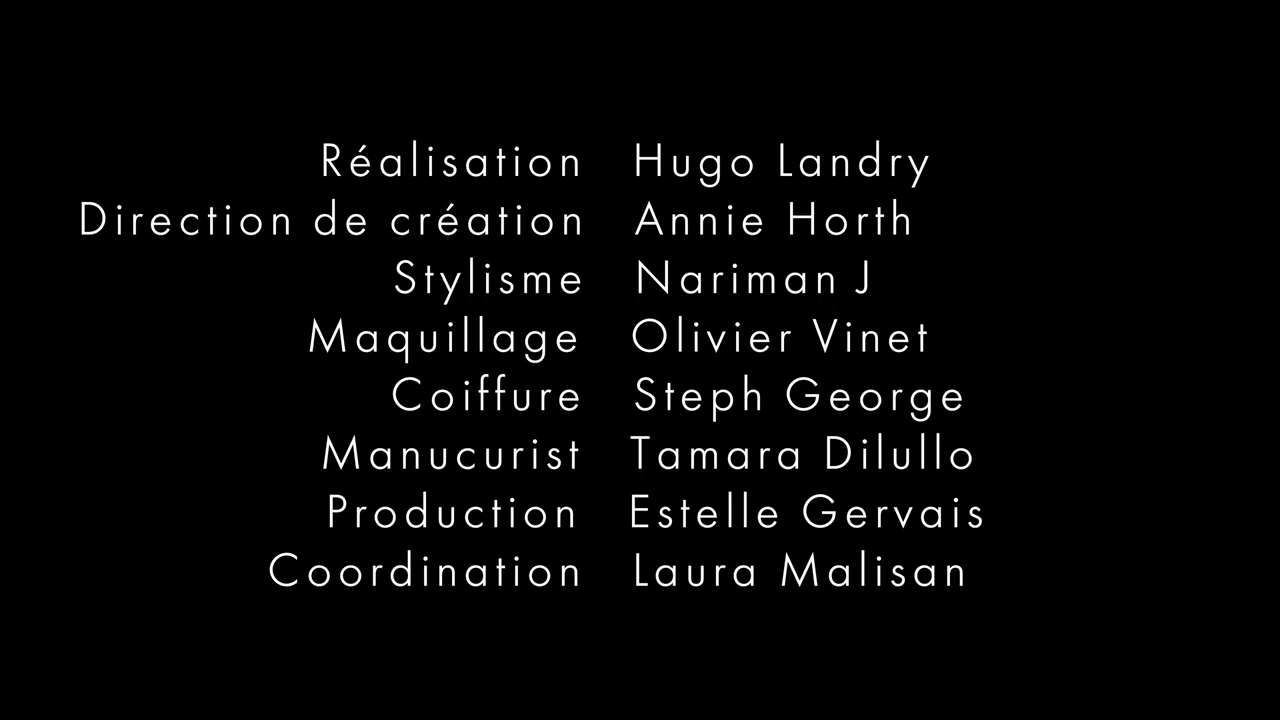 Réalisation Hugo Landry
Direction de création Annie Horth
Stylisme Nariman J
Maquillage Olivier Vinet
Coiffure Steph George
Manucurist Tamara Dilullo
Production Estelle Gervais
Coordination Laura Malisan